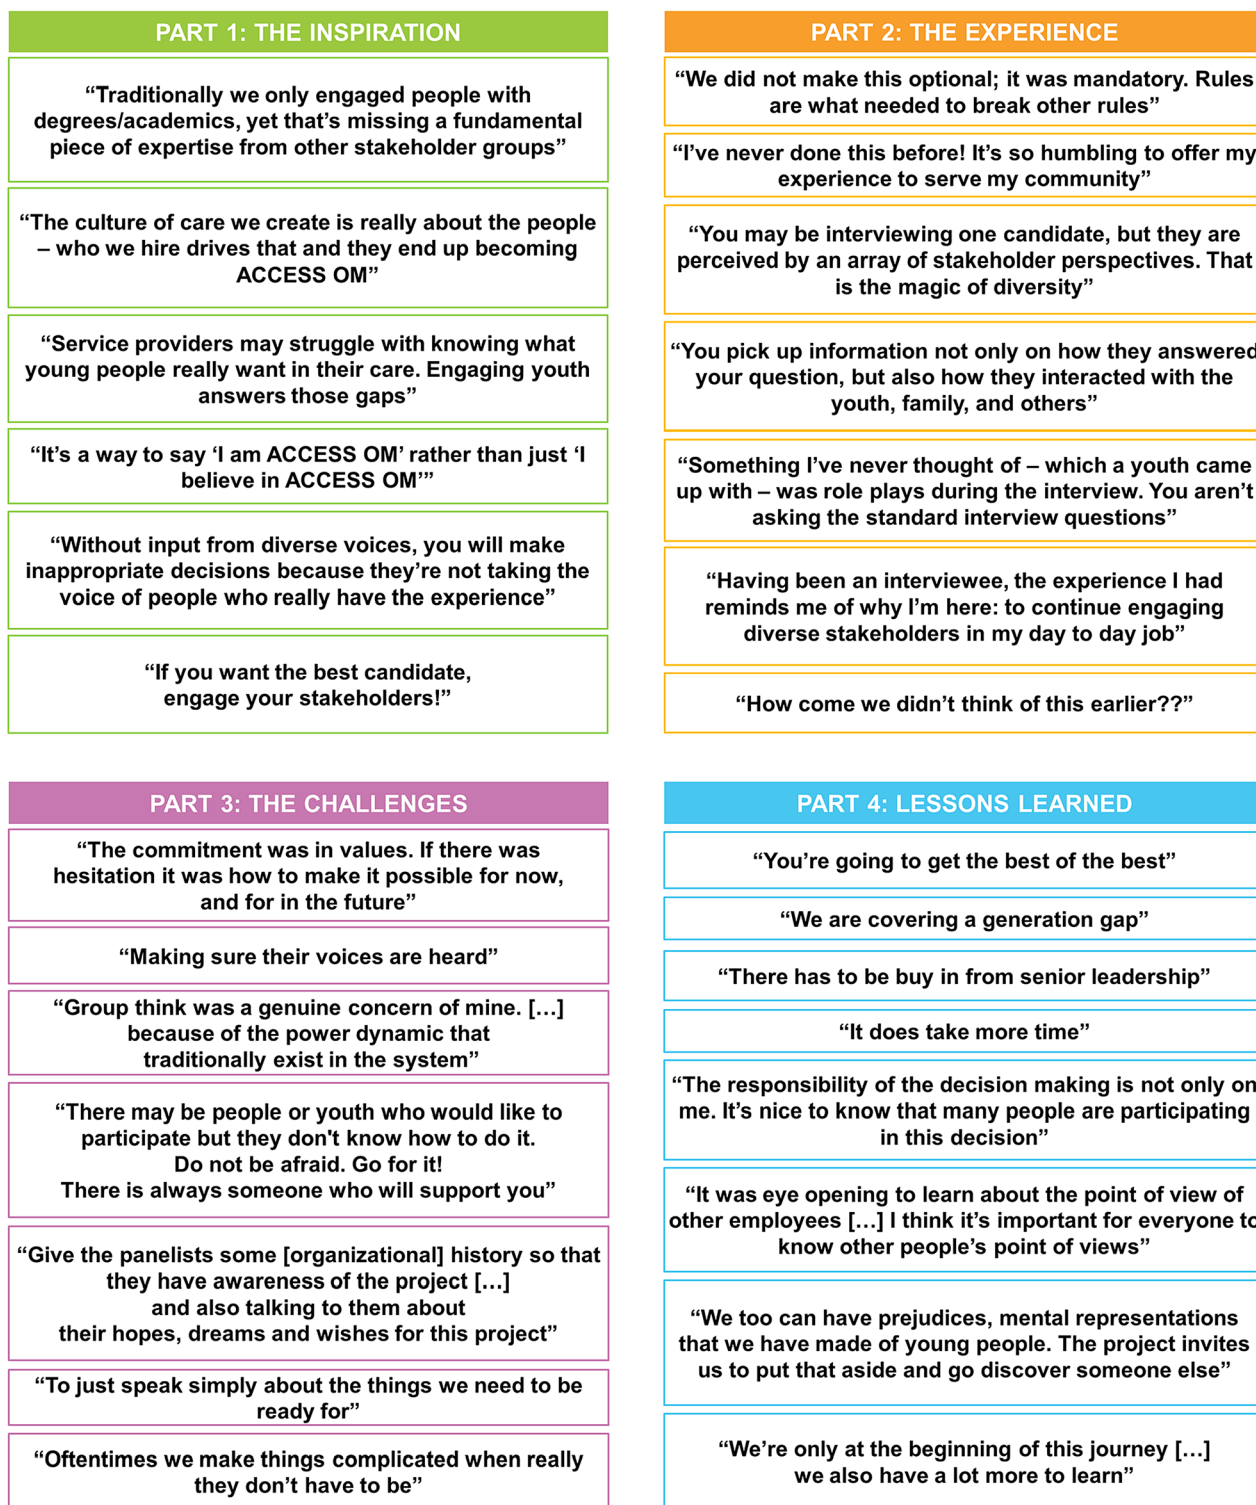 PART 1: THE INSPIRATION
“Traditionally we only engaged people with
degrees/academics, yet that’s missing a fundamental
piece of expertise from other stakeholder groups”
“The culture of care we create is really about the people
– who we hire drives that and they end up becoming
ACCESS OM”
“Service providers may struggle with knowing what
young people really want in their care. Engaging youth
answers those gaps”
“It’s a way to say ‘I am ACCESS OM’ rather than just ‘I
believe in ACCESS OM’”
“Without input from diverse voices, you will make
inappropriate decisions because they’re not taking the
voice of people who really have the experience”
“If you want the best candidate,
engage your stakeholders!”
PART 2: THE EXPERIENCE
“We did not make this optional; it was mandatory. Rules
are what needed to break other rules”
“I’ve never done this before! It’s so humbling to offer my
experience to serve my community”
“You may be interviewing one candidate, but they are
perceived by an array of stakeholder perspectives. That
is the magic of diversity”
“You pick up information not only on how they answered
your question, but also how they interacted with the
youth, family, and others”
“Something I’ve never thought of – which a youth came
up with – was role plays during the interview. You aren’t
asking the standard interview questions”
“Having been an interviewee, the experience I had
reminds me of why I’m here: to continue engaging
diverse stakeholders in my day to day job”
“How come we didn’t think of this earlier??”
PART 3: THE CHALLENGES
“The commitment was in values. If there was
hesitation it was how to make it possible for now,
and for in the future”
“Making sure their voices are heard”
“Group think was a genuine concern of mine. […]
because of the power dynamic that
traditionally exist in the system”
“There may be people or youth who would like to
participate but they don't know how to do it.
Do not be afraid. Go for it!
There is always someone who will support you”
“Give the panelists some [organizational] history so that
they have awareness of the project […]
and also talking to them about
their hopes, dreams and wishes for this project”
“To just speak simply about the things we need to be
ready for”
“Oftentimes we make things complicated when really
they don’t have to be”
PART 4: LESSONS LEARNED
“You’re going to get the best of the best”
“We are covering a generation gap”
“There has to be buy in from senior leadership”
“It does take more time”
“The responsibility of the decision making is not only on
me. It’s nice to know that many people are participating
in this decision”
“It was eye opening to learn about the point of view of
other employees […] I think it’s important for everyone to
know other people’s point of views”
“We too can have prejudices, mental representations
that we have made of young people. The project invites
us to put that aside and go discover someone else”
“We’re only at the beginning of this journey […]
we also have a lot more to learn”